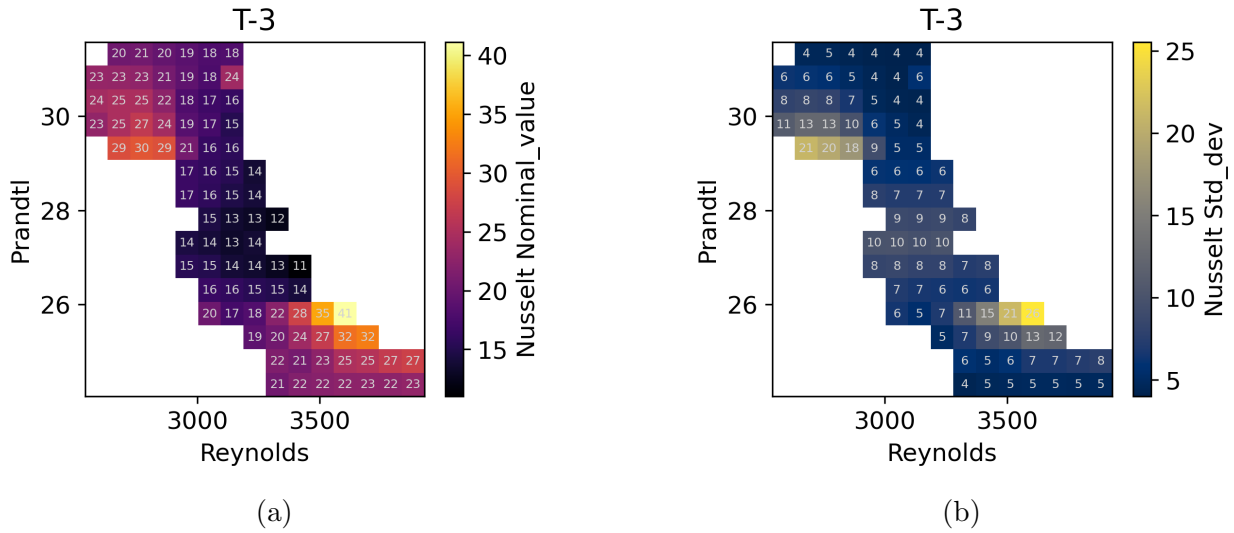 T-3
20 21 20 19 18 18
23 23 23 21 19 18 24
24 25 25 22 18 17 16
23 25 27 24 19 17 15
29 30 29 21 16 16
17 16 15 14
17 16 15 14
15 13 13 12
14 14 13 14
15 15 14 14 13 11
16 16 15 15 14
20 17 18 22 28 35 41
19 20 24 27 32 32
22 21 23 25 25 27 27
21 22 22 22 23 22 23
30
28
26
Prandtl
3000 3500
Reynolds
40
35
30
25
20
15
Nusselt Nominal_value
(a)
T-3
4 5 4 4 4 4
6 6 6 5 4 4 6
8 8 8 7 5 4 4
11 13 13 10 6 5 4
21 20 18 9 5 5
6 6 6 6
8 7 7 7
9 9 9 8
10 10 10 10
8 8 8 8 7 8
7 7 6 6 6
6 5 7 11 15 21
5 7 9 10 13 12
6 5 6 7 7 7 8
4 5 5 5 5 5 5
30
28
26
Prandtl
3000 3500
Reynolds
25
20
15
10
5
Nusselt Std_dev
(b)